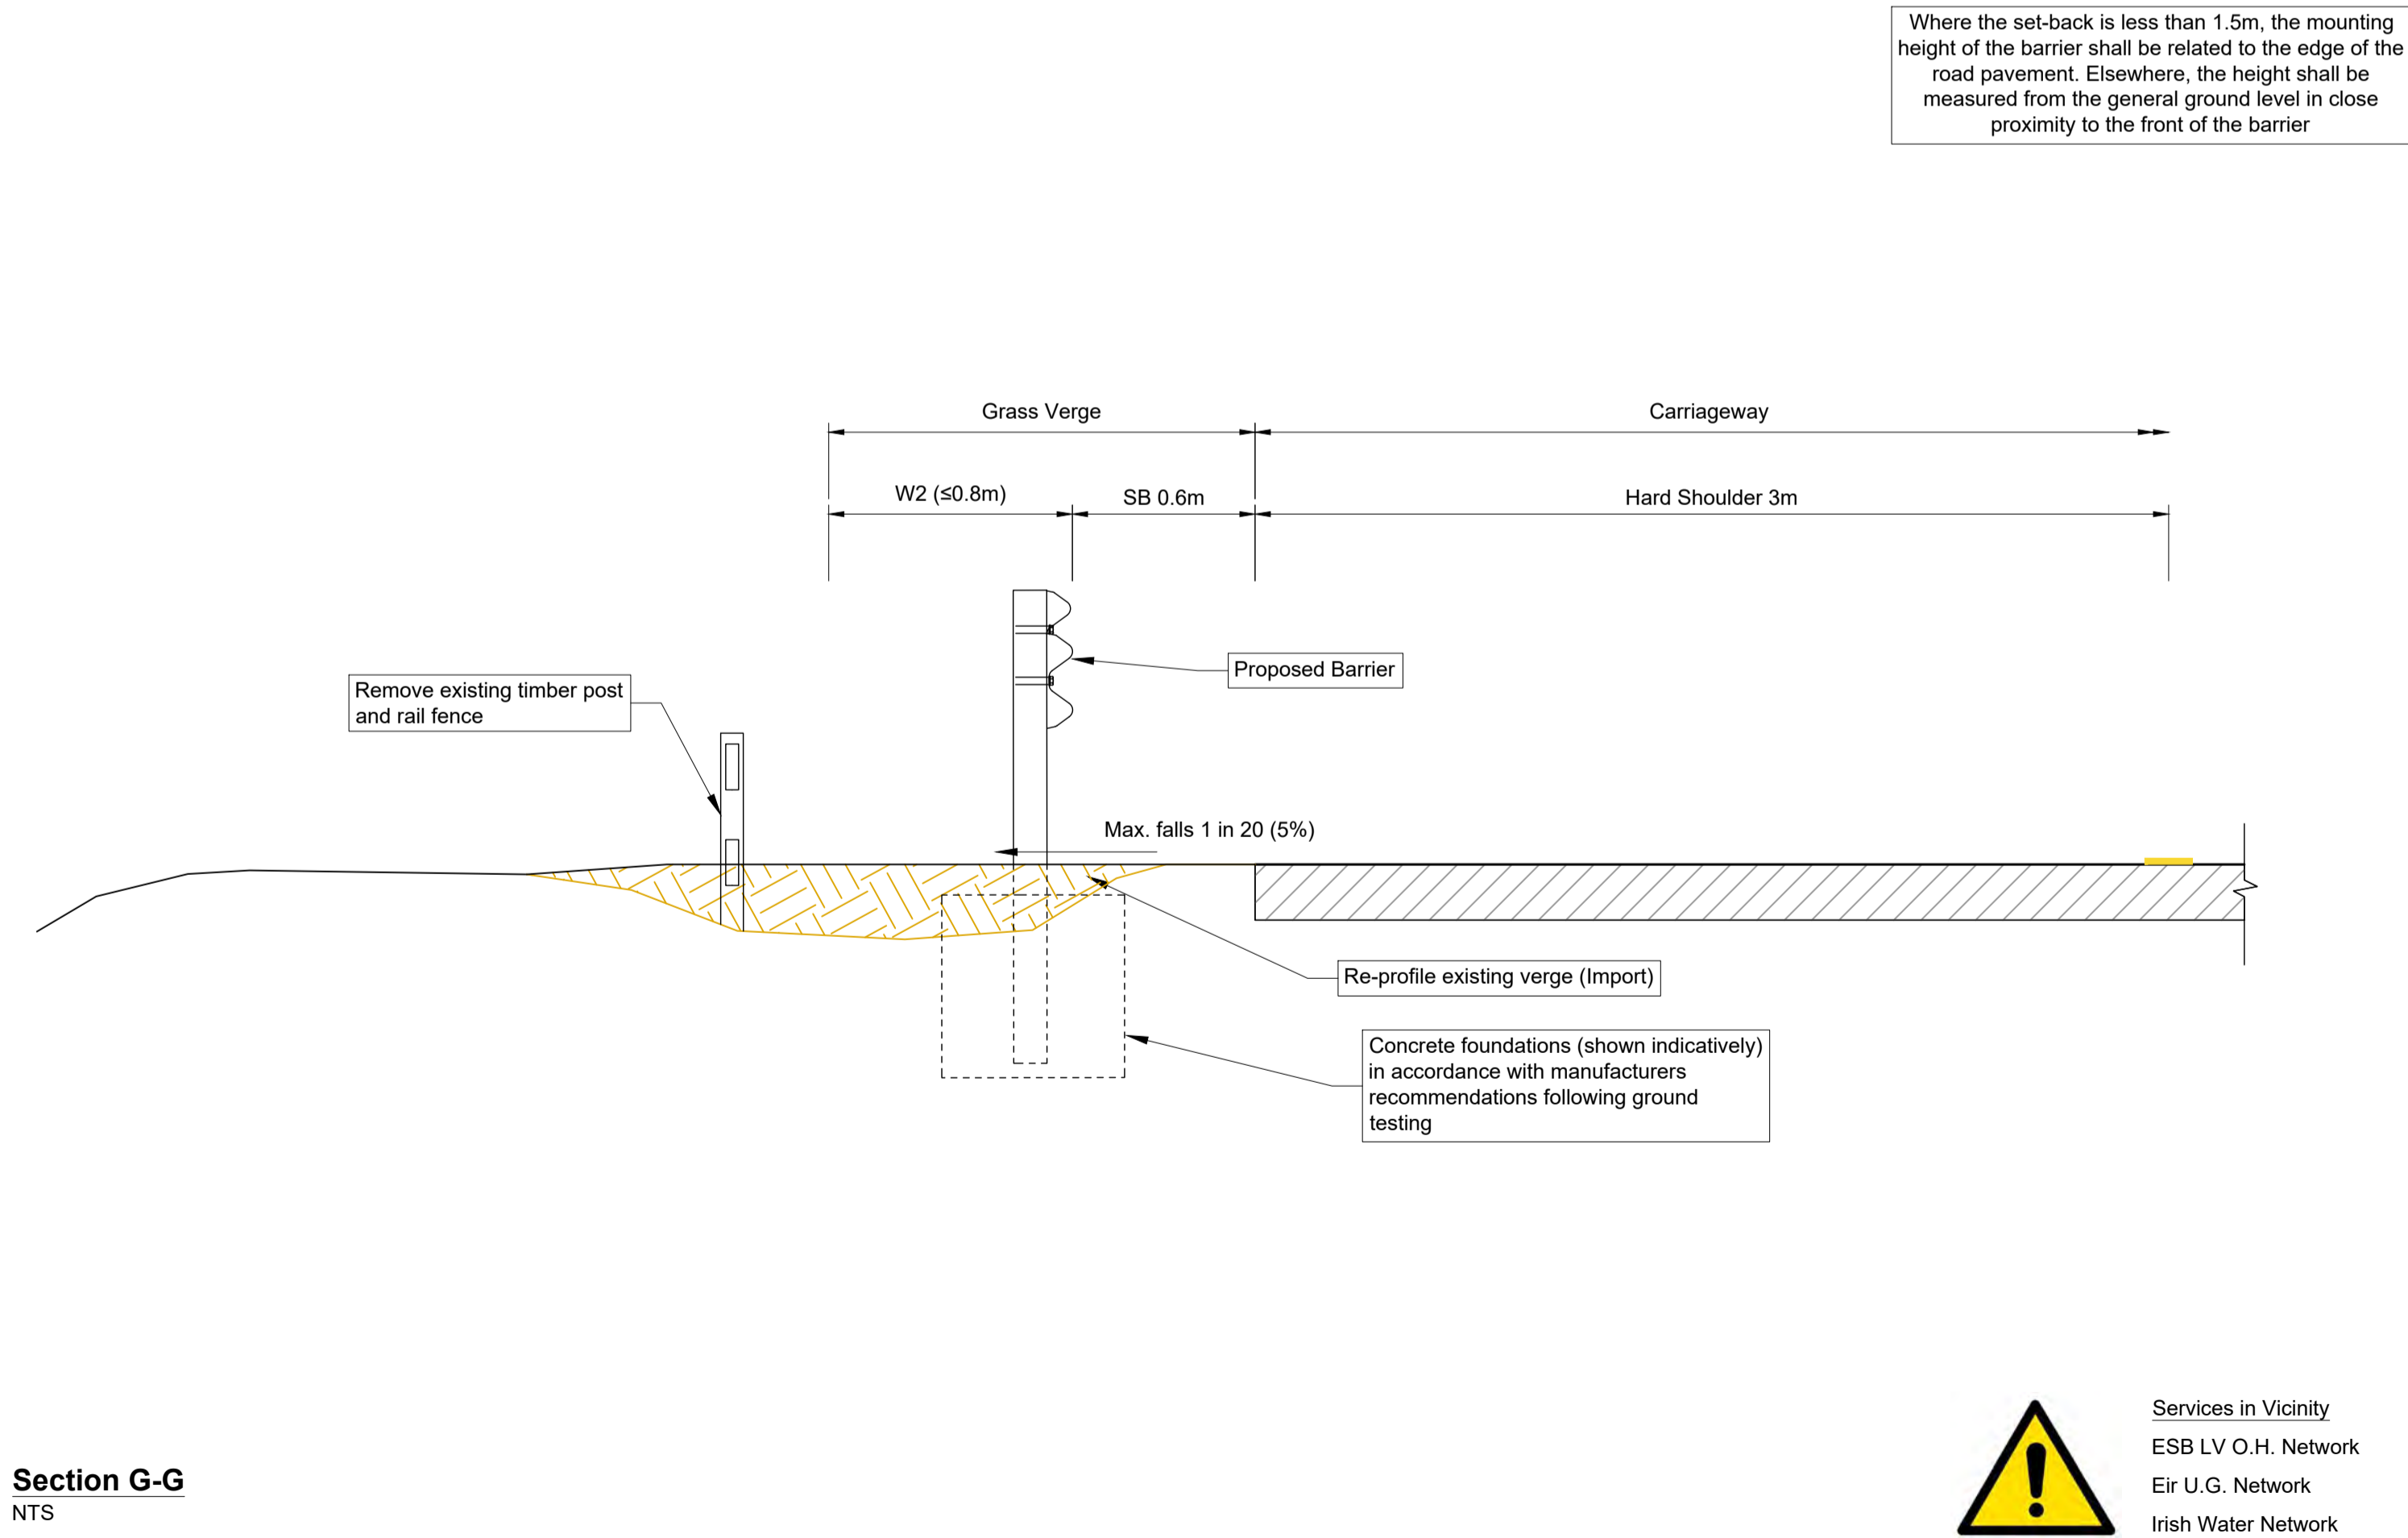 Where the set-back is less than 1.5m, the mounting
height of the barrier shall be related to the edge of the
road pavement. Elsewhere, the height shall be
measured from the general ground level in close
proximity to the front of the barrier
Grass Verge
Carriageway
W2 (≤0.8m)
SB 0.6m
Hard Shoulder 3m
Proposed Barrier
Remove existing timber post
and rail fence
Max. falls 1 in 20 (5%)
Re-profile existing verge (Import)
Concrete foundations (shown indicatively)
in accordance with manufacturers
recommendations following ground
testing
Services in Vicinity
ESB LV O.H. Network
Eir U.G. Network
Irish Water Network
Section G-G
NTS